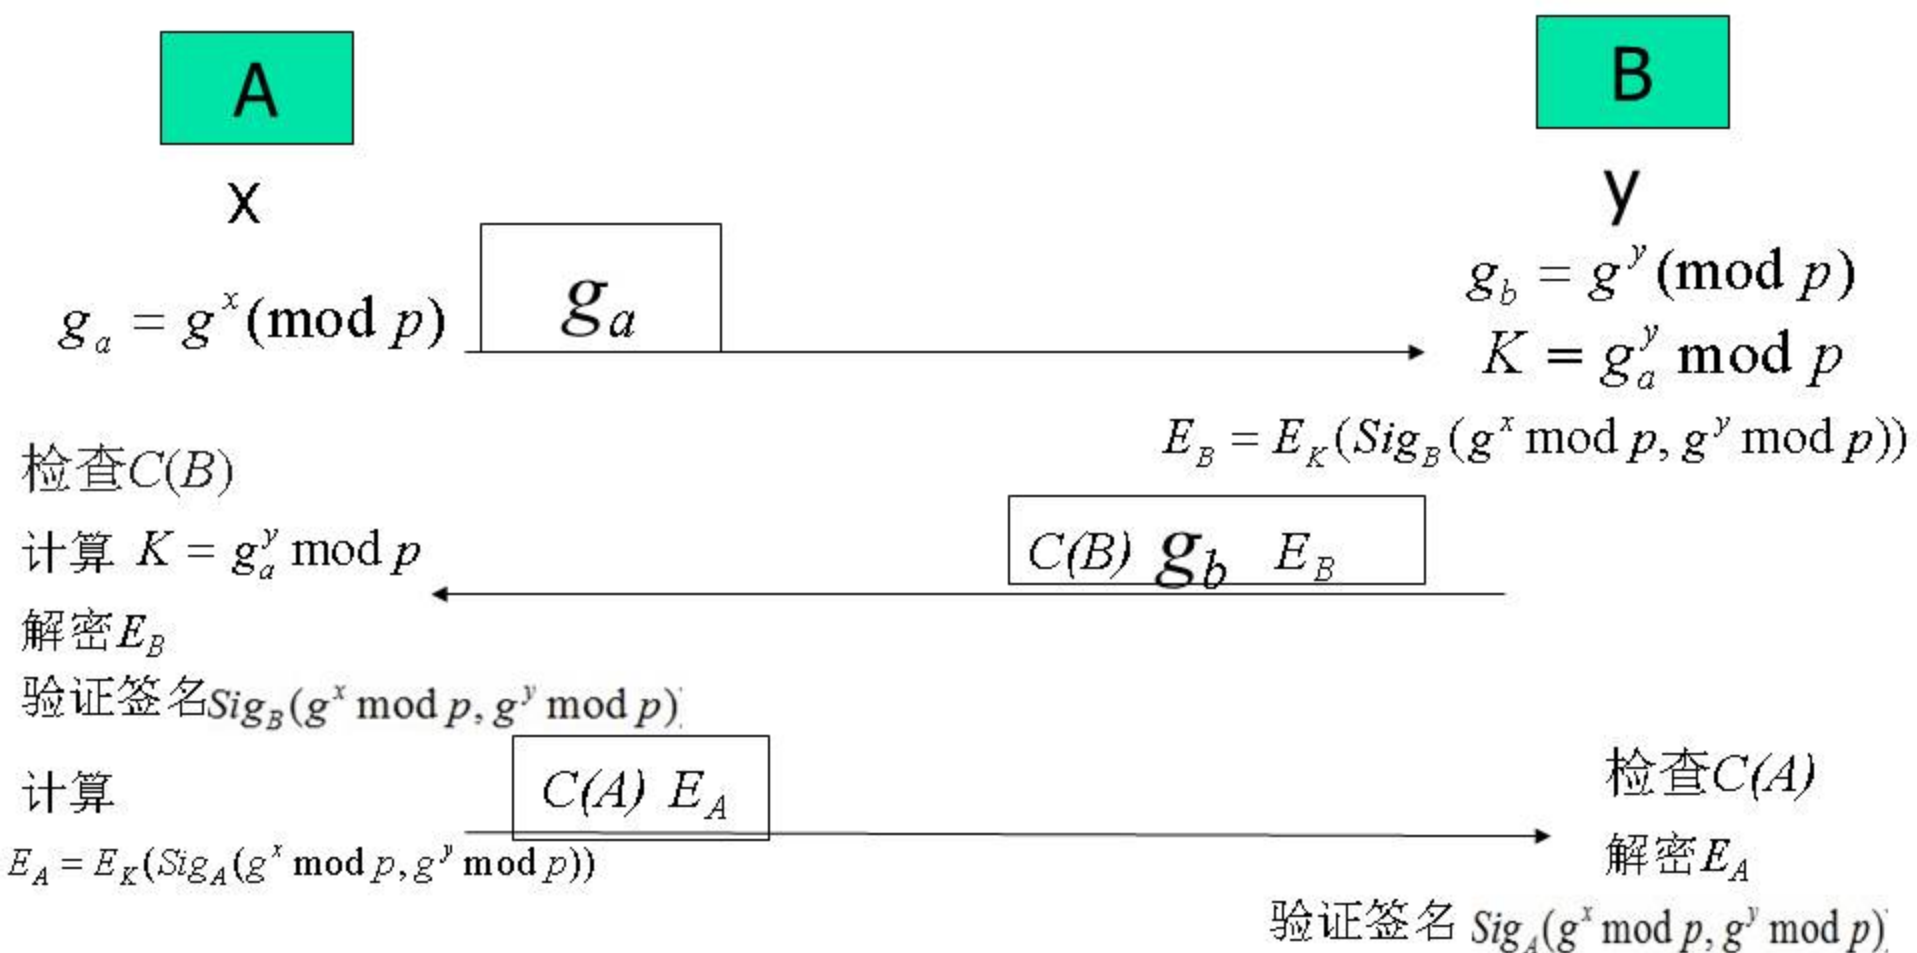 A
B
x
y
g_a = g^x(mod p)
g_a
g_b = g^y(mod p)
K = g_a^y mod p
E_B = E_K(Sig_B(g^x mod p, g^y mod p))
检查C(B)
C(B) g_b E_B
计算 K = g_a^y mod p
解密E_B
验证签名Sig_B(g^x mod p, g^y mod p)
C(A) E_A
计算
E_A = E_K(Sig_A(g^x mod p, g^y mod p))
检查C(A)
解密E_A
验证签名 Sig_A(g^x mod p, g^y mod p)